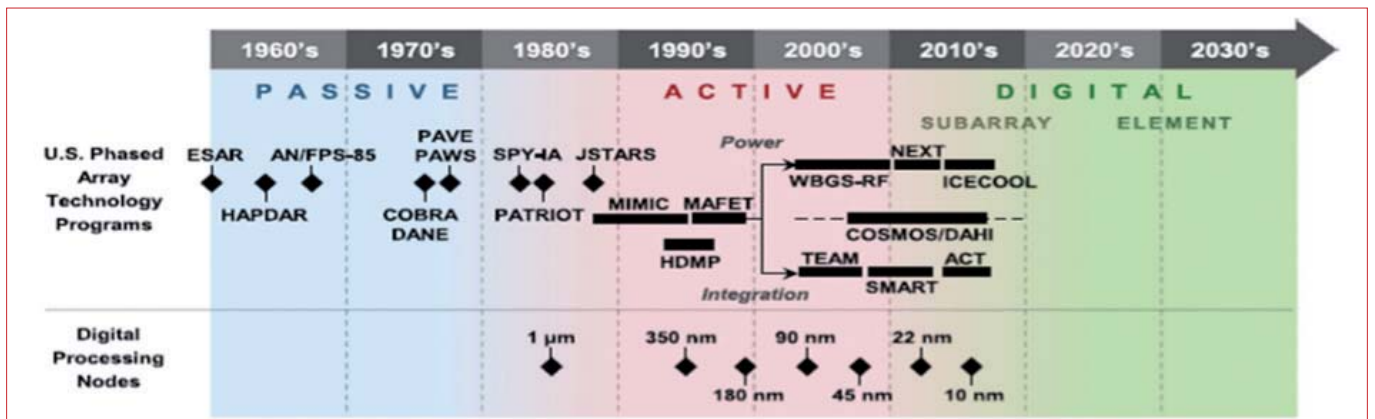 1960's 1970's 1980's 1990's 2000's 2010's 2020's 2030's
PASSIVE ACTIVE DIGITAL
SUBARRAY ELEMENT
U.S. Phased
Array
Technology
Programs
ESAR AN/FPS-85 PAVE
PAWS SPY-IA JSTARS
HAPDAR COBRA
DANE PATRIOT
MIMIC MAFET
HDMP
Power
NEXT
WBGS-RF ICECOOL
COSMOS/DAHI
TEAM ACT
SMART
Integration
Digital
Processing
Nodes
1 µm 350 nm 90 nm 22 nm
180 nm 45 nm 10 nm